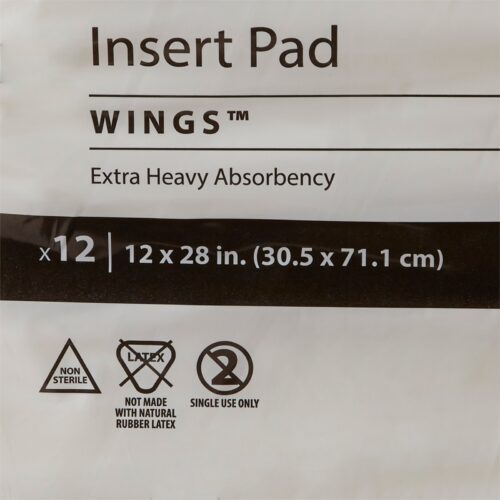 Insert Pad
WINGS™
Extra Heavy Absorbency
x12 | 12 x 28 in. (30.5 x 71.1 cm)
NON
STERILE
LATEX
NOT MADE
WITH NATURAL
RUBBER LATEX
2
SINGLE USE ONLY